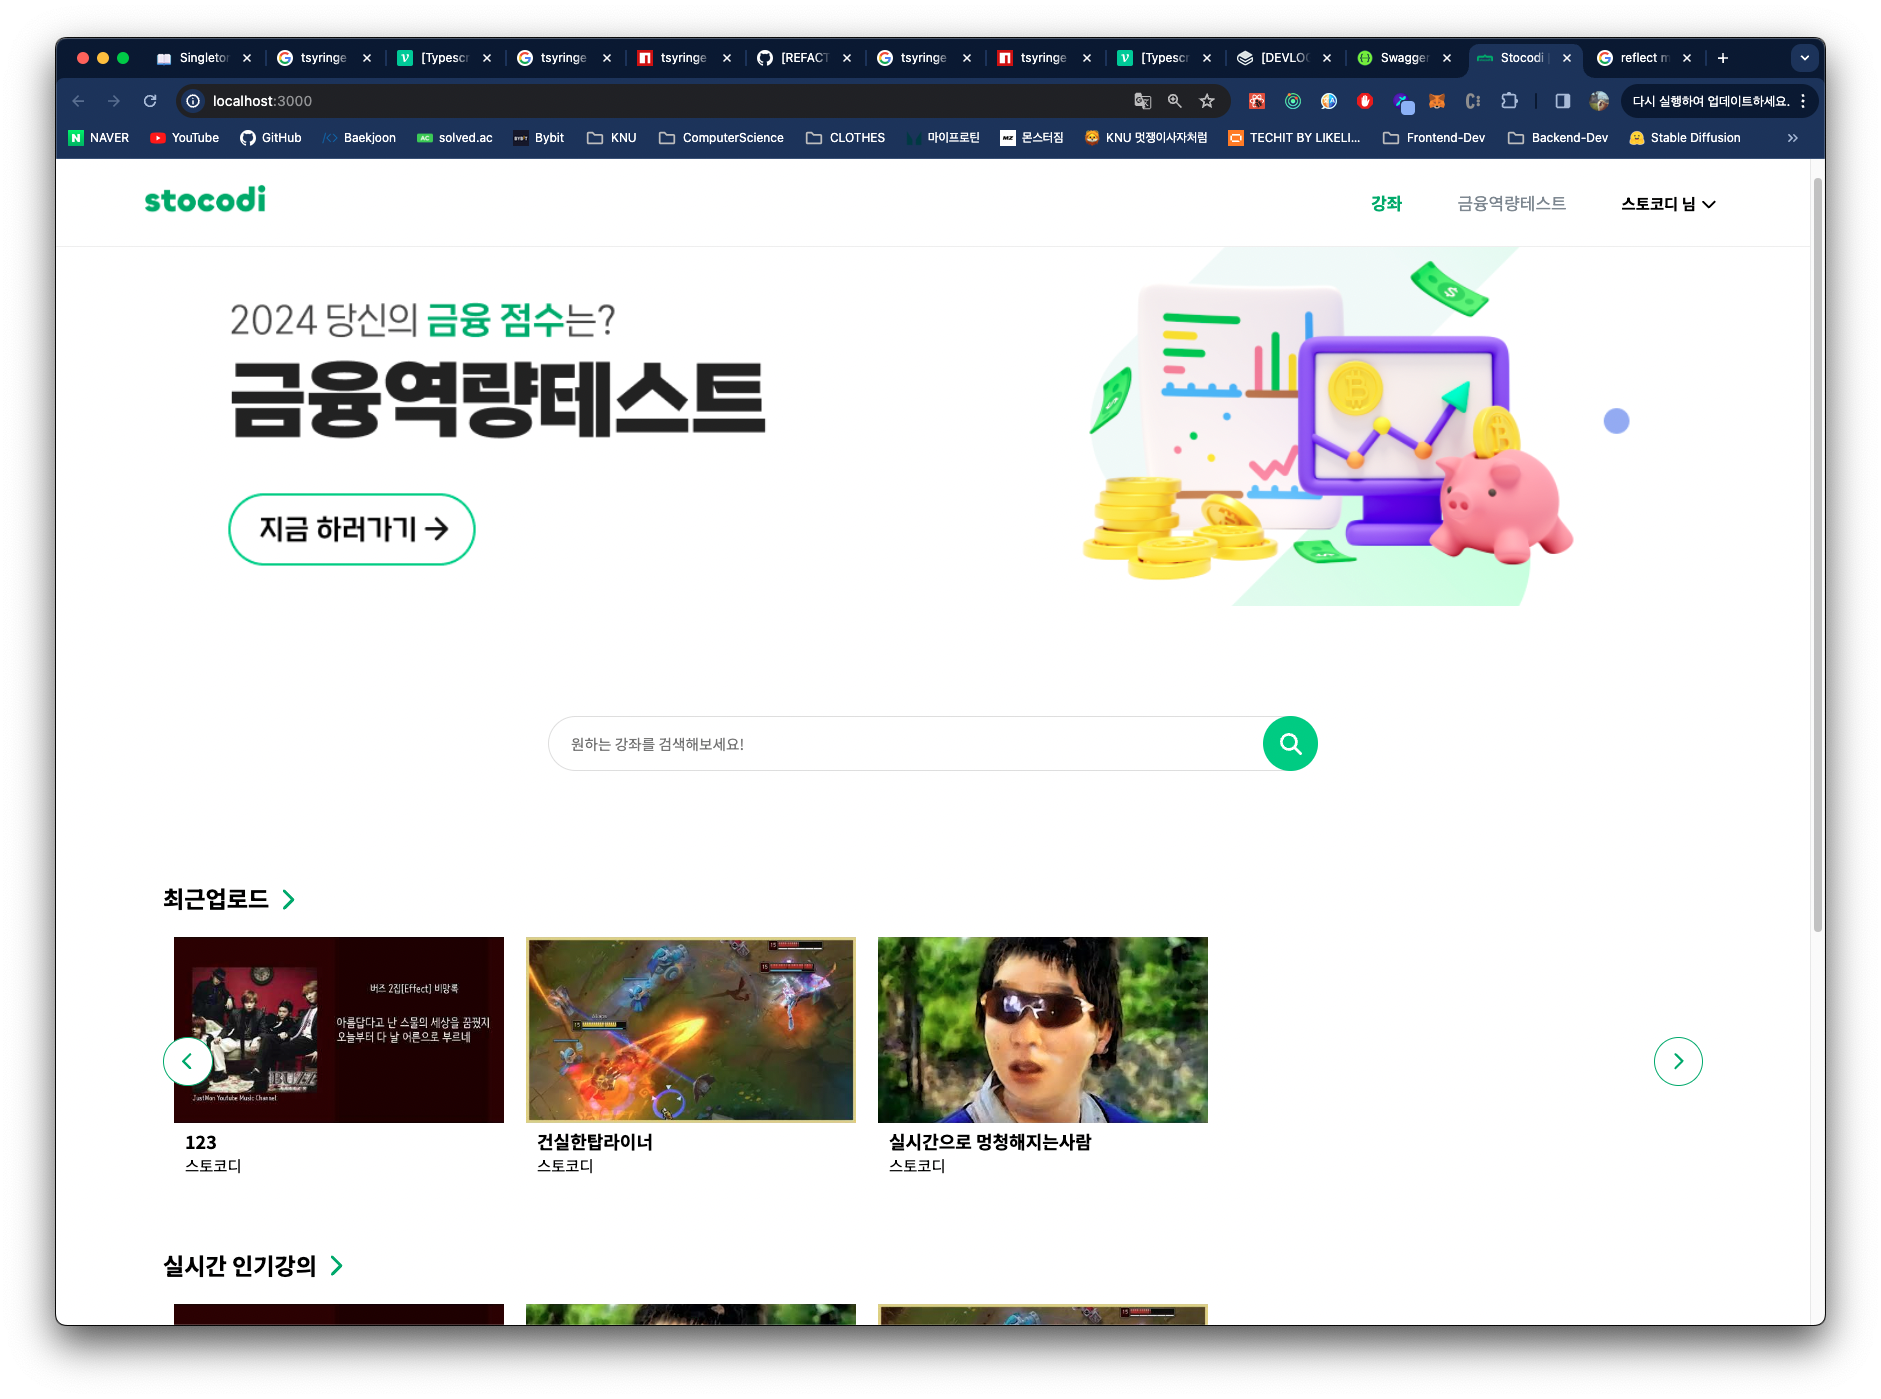 Singleto
tsyringe
[Typesc
tsyringe
tsyringe
[REFACT
tsyringe
tsyringe
[Typesc
[DEVLO
Swagger
Stocodi
reflect m
localhost:3000
다시 실행하여 업데이트하세요.
NAVER
YouTube
GitHub
Baekjoon
solved.ac
Bybit
KNU
ComputerScience
CLOTHES
마이프로틴
몬스터짐
KNU 멋쟁이사자처럼
TECHIT BY LIKELI...
Frontend-Dev
Backend-Dev
Stable Diffusion
stocodi
강좌
금융역량테스트
스토코디 님
2024 당신의 금융 점수는?
금융역량테스트
지금 하러가기 →
원하는 강좌를 검색해보세요!
최근업로드
버즈 2집[Effect] 비망록
아름답다고 난 스물의 세상을 꿈꿨지
오늘부터 다 날 어른으로 부르네
BUZZ
JustMon Youtube Music Channel
123
스토코디
건실한탑라이너
스토코디
실시간으로 멍청해지는사람
스토코디
실시간 인기강의